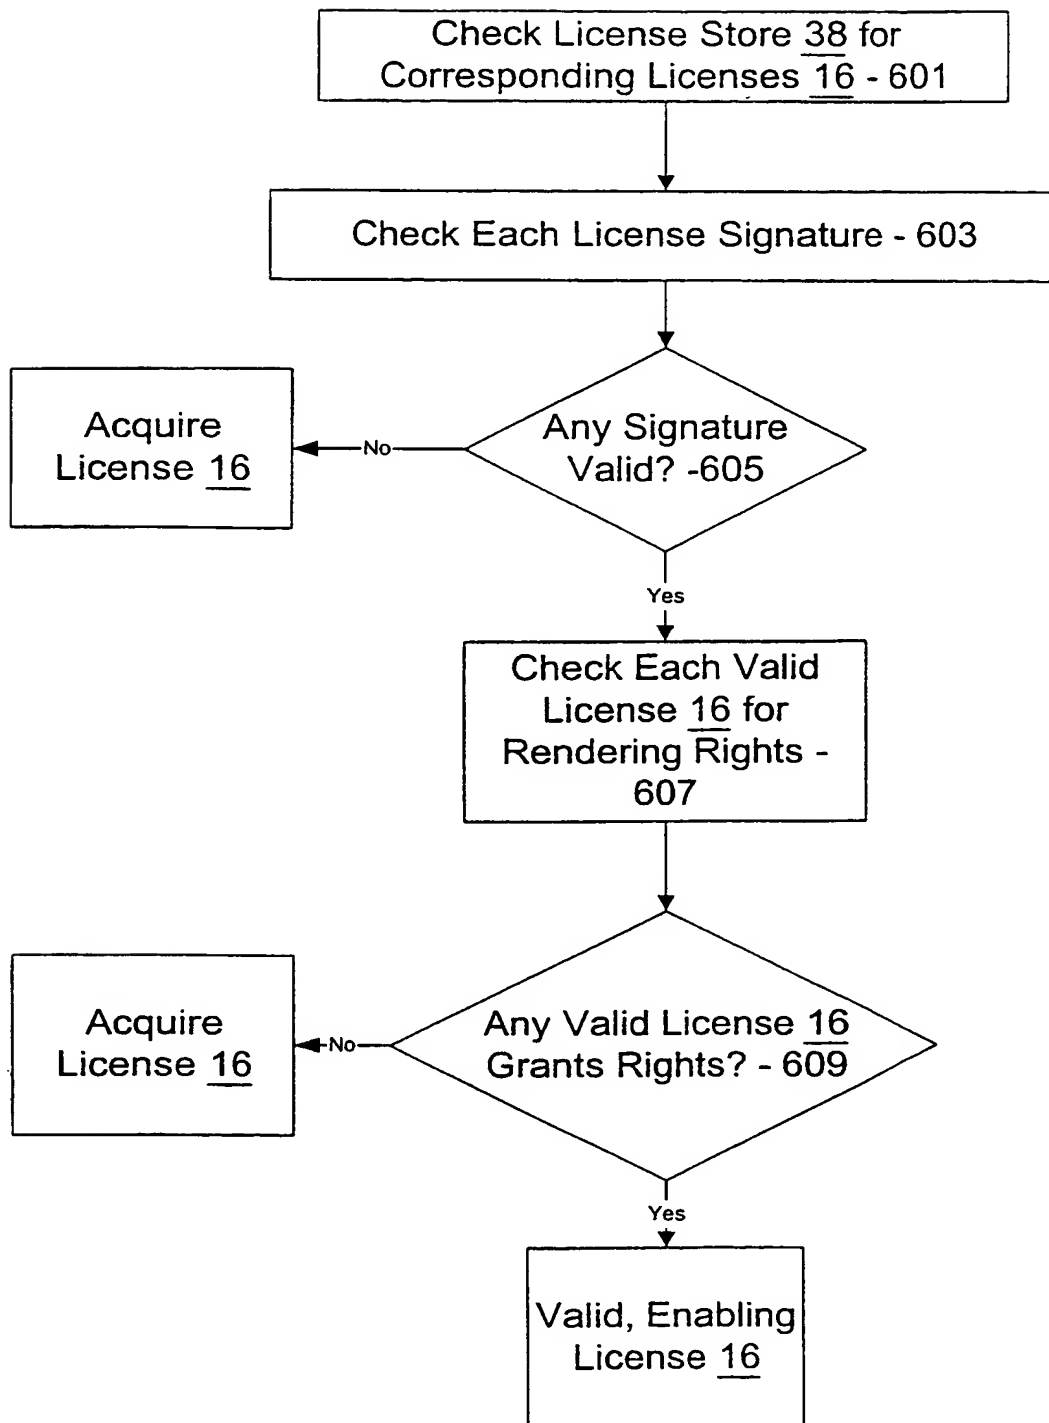 Check License Store 38 for
Corresponding Licenses 16 - 601
Check Each License Signature - 603
Any Signature
Valid? -605
No
Acquire
License 16
Yes
Check Each Valid
License 16 for
Rendering Rights -
607
Any Valid License 16
Grants Rights? - 609
No
Acquire
License 16
Yes
Valid, Enabling
License 16